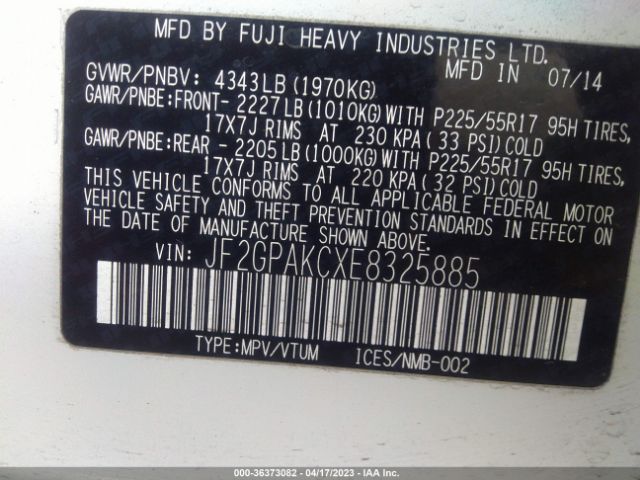 MFD BY FUJI HEAVY INDUSTRIES LTD.
MFD IN 07/14
GVWR/PNBV: 4343LB(1970KG)
GAWR/PNBE:FRONT- 2227LB(1010KG)WITH P225/55R17 95H TIRES,
17X7J RIMS AT 230 KPA(33 PSI)COLD
GAWR/PNBE:REAR - 2205LB(1000KG)WITH P225/55R17 95H TIRES,
17X7J RIMS AT 220 KPA(32 PSI)COLD
THIS VEHICLE CONFORMS TO ALL APPLICABLE FEDERAL MOTOR
VEHICLE SAFETY AND THEFT PREVENTION STANDARDS IN EFFECT ON
THE DATE OF MANUFACTURE SHOWN ABOVE.
VIN: JF2GPAKCXE8325885
TYPE:MPV/VTUM ICES/NMB-002
000-36373082 - 04/17/2023 - IAA Inc.